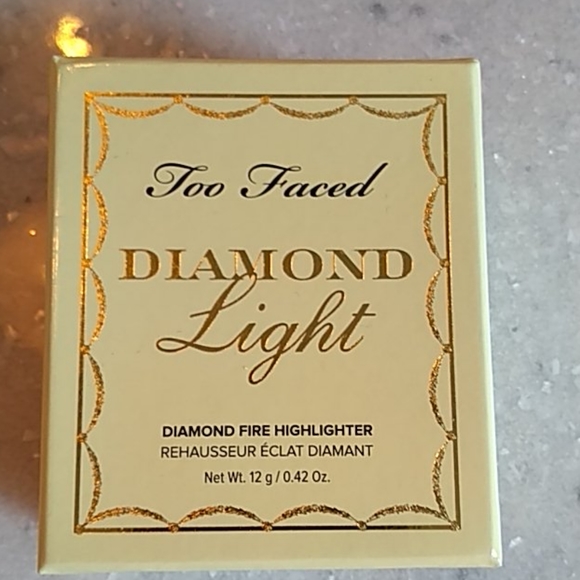 Too Faced
DIAMOND
Light
DIAMOND FIRE HIGHLIGHTER
REHAUSSEUR ÉCLAT DIAMANT
Net Wt. 12 g / 0.42 Oz.